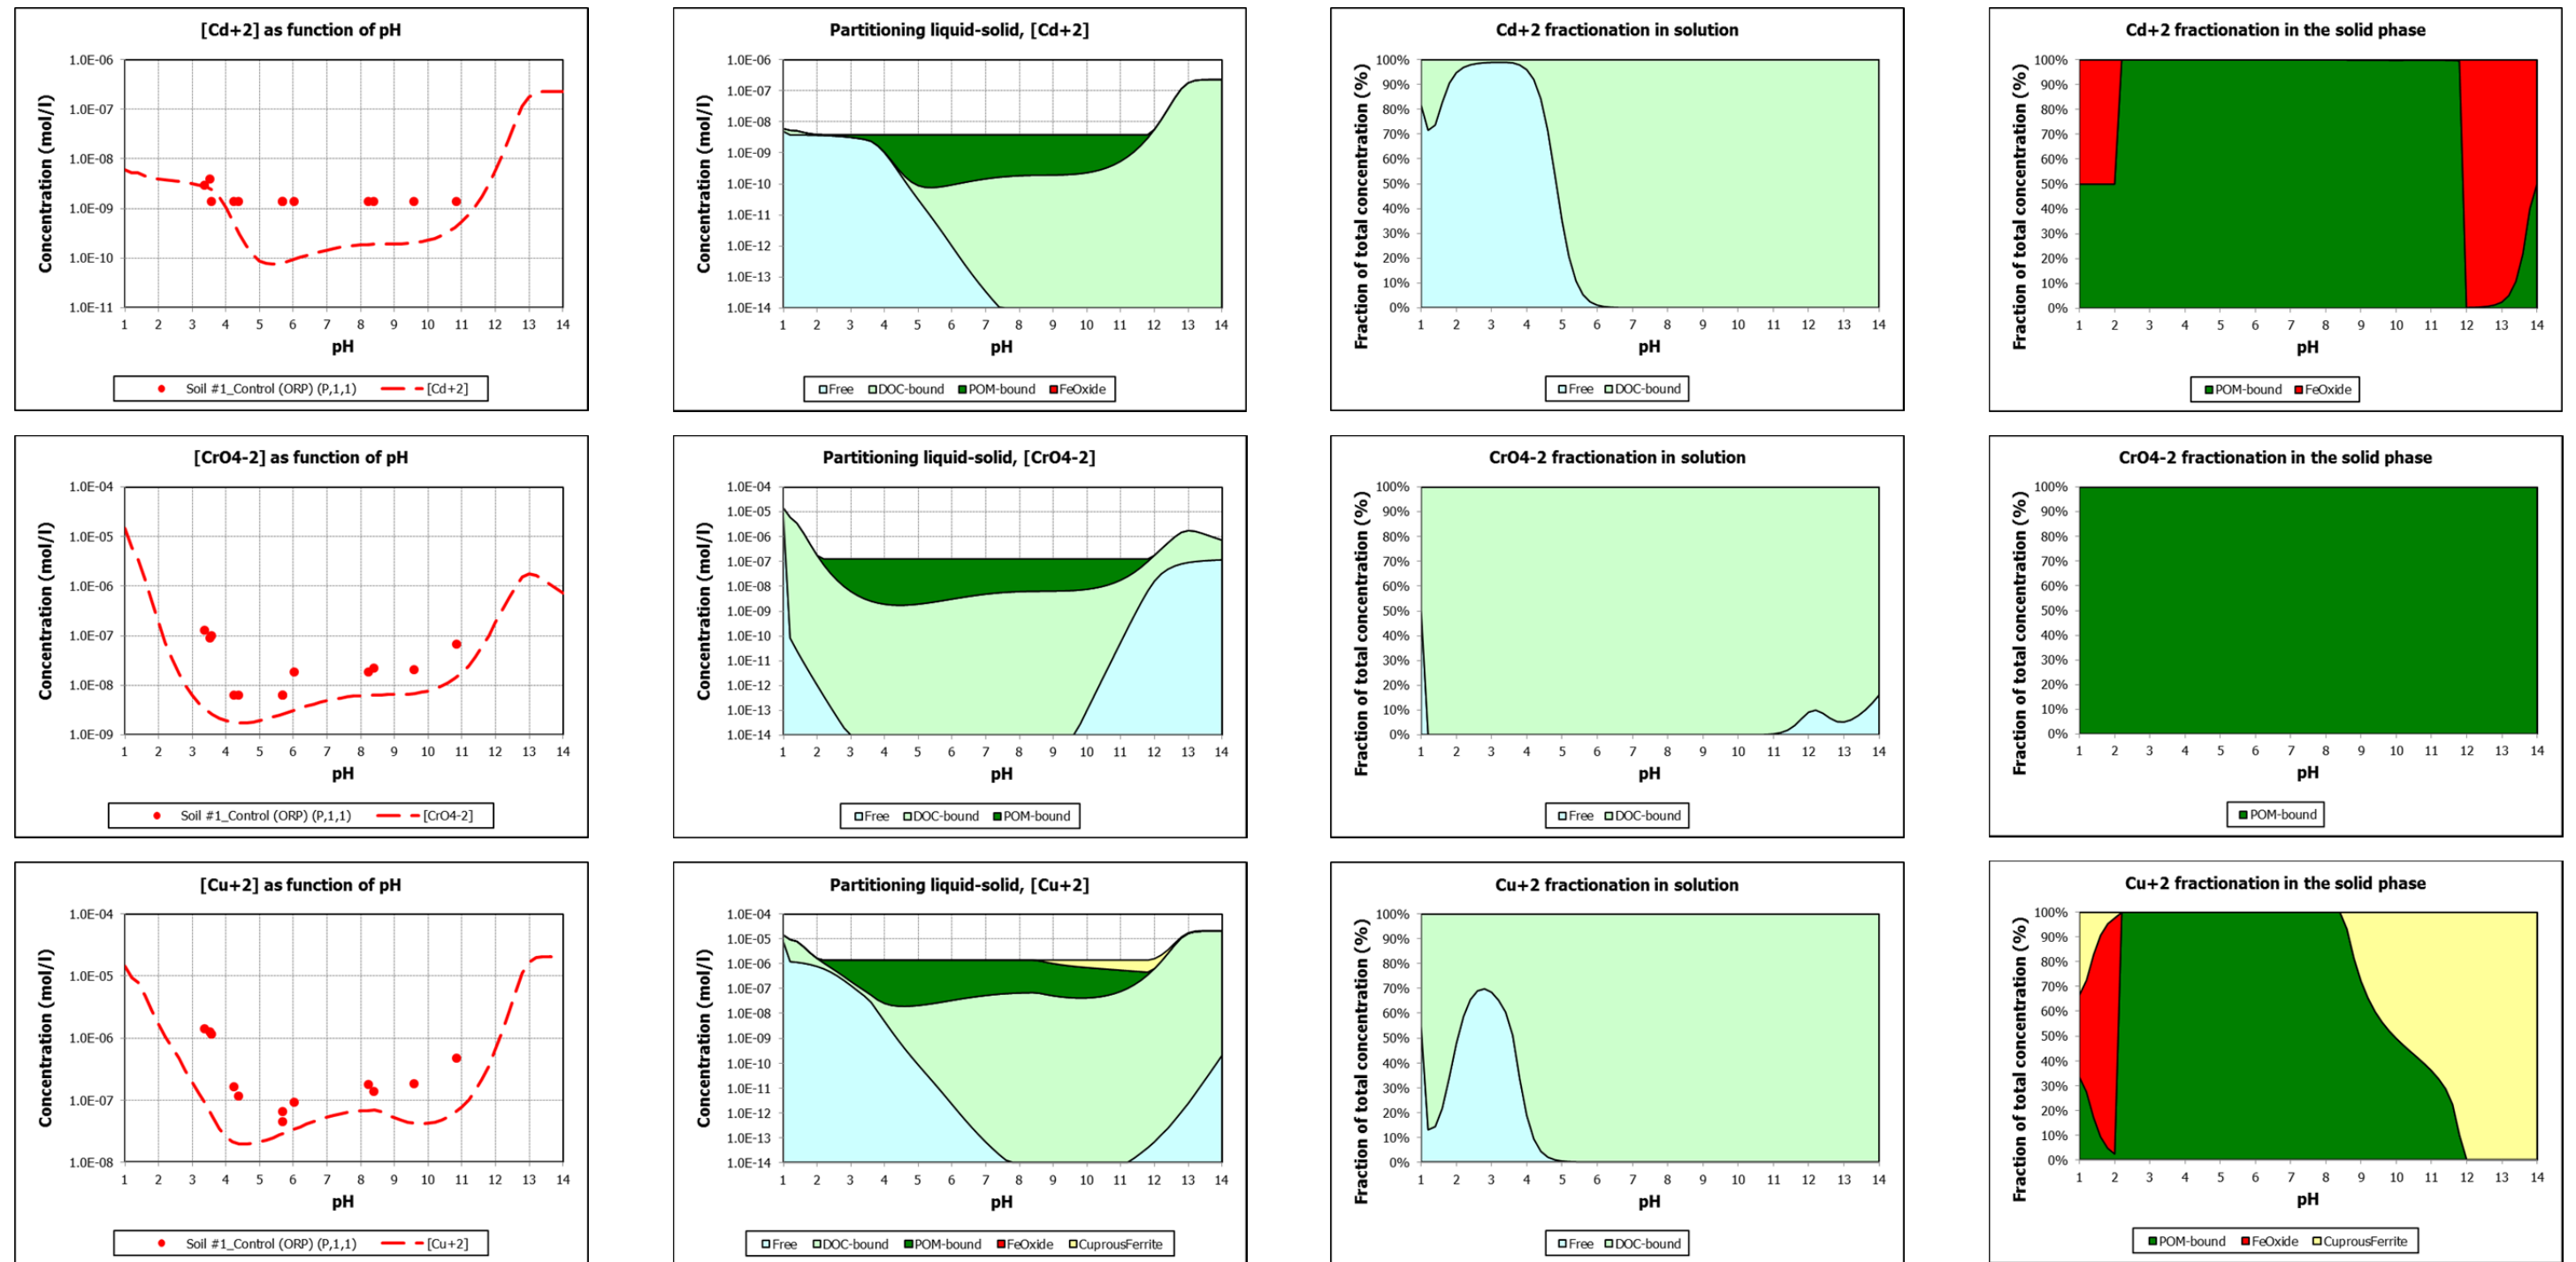 [Cd+2] as function of pH
Concentration (mol/l)
1.0E-06
1.0E-07
1.0E-08
1.0E-09
1.0E-10
1.0E-11
1 2 3 4 5 6 7 8 9 10 11 12 13 14
pH
Soil #1_Control (ORP) (P,1,1) [Cd+2]
Partitioning liquid-solid, [Cd+2]
Concentration (mol/l)
1.0E-06
1.0E-07
1.0E-08
1.0E-09
1.0E-10
1.0E-11
1.0E-12
1.0E-13
1.0E-14
1 2 3 4 5 6 7 8 9 10 11 12 13 14
pH
Free DOC-bound POM-bound FeOxide
Cd+2 fractionation in solution
Fraction of total concentration (%)
100%
90%
80%
70%
60%
50%
40%
30%
20%
10%
0%
1 2 3 4 5 6 7 8 9 10 11 12 13 14
pH
Free DOC-bound
Cd+2 fractionation in the solid phase
Fraction of total concentration (%)
100%
90%
80%
70%
60%
50%
40%
30%
20%
10%
0%
1 2 3 4 5 6 7 8 9 10 11 12 13 14
pH
POM-bound FeOxide
[CrO4-2] as function of pH
Concentration (mol/l)
1.0E-04
1.0E-05
1.0E-06
1.0E-07
1.0E-08
1.0E-09
1 2 3 4 5 6 7 8 9 10 11 12 13 14
pH
Soil #1_Control (ORP) (P,1,1) [CrO4-2]
Partitioning liquid-solid, [CrO4-2]
Concentration (mol/l)
1.0E-04
1.0E-05
1.0E-06
1.0E-07
1.0E-08
1.0E-09
1.0E-10
1.0E-11
1.0E-12
1.0E-13
1.0E-14
1 2 3 4 5 6 7 8 9 10 11 12 13 14
pH
Free DOC-bound POM-bound
CrO4-2 fractionation in solution
Fraction of total concentration (%)
100%
90%
80%
70%
60%
50%
40%
30%
20%
10%
0%
1 2 3 4 5 6 7 8 9 10 11 12 13 14
pH
Free DOC-bound
CrO4-2 fractionation in the solid phase
Fraction of total concentration (%)
100%
90%
80%
70%
60%
50%
40%
30%
20%
10%
0%
1 2 3 4 5 6 7 8 9 10 11 12 13 14
pH
POM-bound
[Cu+2] as function of pH
Concentration (mol/l)
1.0E-04
1.0E-05
1.0E-06
1.0E-07
1.0E-08
1 2 3 4 5 6 7 8 9 10 11 12 13 14
pH
Soil #1_Control (ORP) (P,1,1) [Cu+2]
Partitioning liquid-solid, [Cu+2]
Concentration (mol/l)
1.0E-04
1.0E-05
1.0E-06
1.0E-07
1.0E-08
1.0E-09
1.0E-10
1.0E-11
1.0E-12
1.0E-13
1.0E-14
1 2 3 4 5 6 7 8 9 10 11 12 13 14
pH
Free DOC-bound POM-bound FeOxide CuprousFerrite
Cu+2 fractionation in solution
Fraction of total concentration (%)
100%
90%
80%
70%
60%
50%
40%
30%
20%
10%
0%
1 2 3 4 5 6 7 8 9 10 11 12 13 14
pH
Free DOC-bound
Cu+2 fractionation in the solid phase
Fraction of total concentration (%)
100%
90%
80%
70%
60%
50%
40%
30%
20%
10%
0%
1 2 3 4 5 6 7 8 9 10 11 12 13 14
pH
POM-bound FeOxide CuprousFerrite